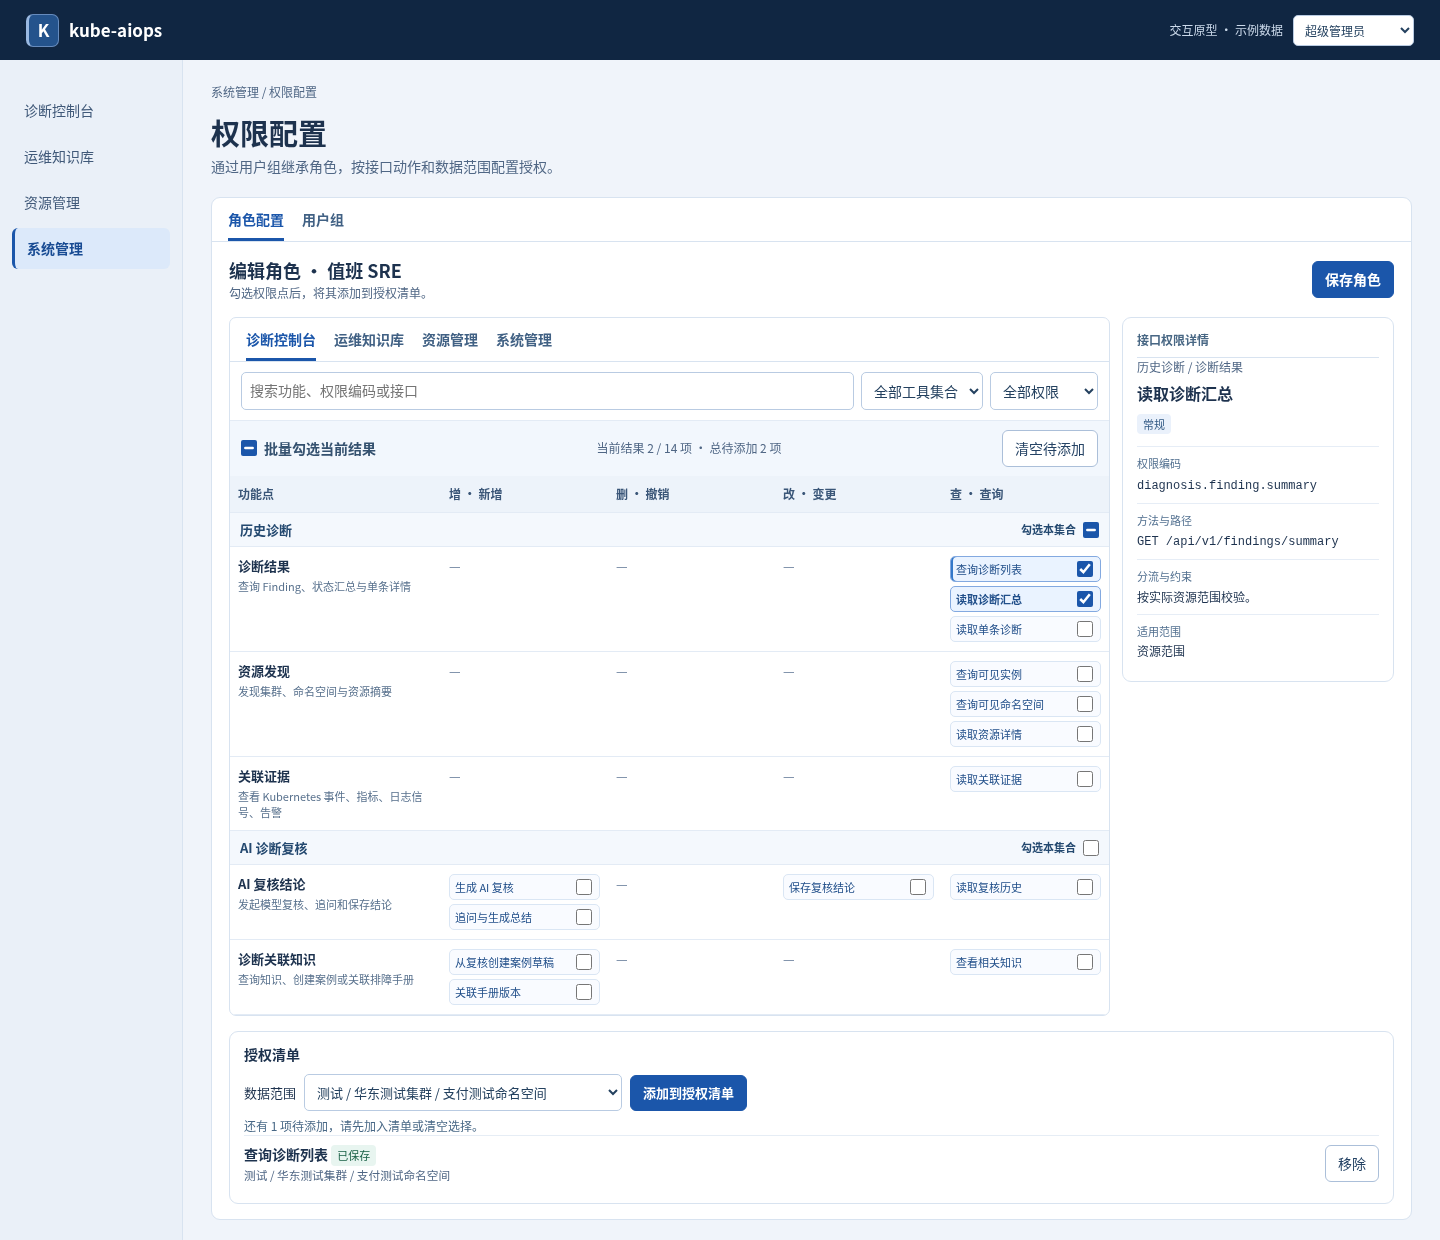 K kube-aiops
交互原型 · 示例数据 超级管理员
诊断控制台
运维知识库
资源管理
系统管理
系统管理 / 权限配置
权限配置
通过用户组继承角色，按接口动作和数据范围配置授权。
角色配置 用户组
编辑角色 · 值班 SRE
勾选权限点后，将其添加到授权清单。
保存角色
诊断控制台 运维知识库 资源管理 系统管理
搜索功能、权限编码或接口 全部工具集合 全部权限
批量勾选当前结果 当前结果 2 / 14 项 · 总待添加 2 项 清空待添加
功能点 增 · 新增 删 · 撤销 改 · 变更 查 · 查询
历史诊断 勾选本集合
诊断结果 — — — 查询诊断列表
查询 Finding、状态汇总与单条详情
读取诊断汇总
读取单条诊断
资源发现 — — — 查询可见实例
发现集群、命名空间与资源摘要
查询可见命名空间
读取资源详情
关联证据 — — — 读取关联证据
查看 Kubernetes 事件、指标、日志信
号、告警
AI 诊断复核 勾选本集合
AI 复核结论 生成 AI 复核 — 保存复核结论 读取复核历史
发起模型复核、追问和保存结论
追问与生成总结
诊断关联知识 从复核创建案例草稿 — — 查看相关知识
查询知识、创建案例或关联排障手册
关联手册版本
接口权限详情
历史诊断 / 诊断结果
读取诊断汇总
常规
权限编码
diagnosis.finding.summary
方法与路径
GET /api/v1/findings/summary
分流与约束
按实际资源范围校验。
适用范围
资源范围
授权清单
数据范围 测试 / 华东测试集群 / 支付测试命名空间 添加到授权清单
还有 1 项待添加，请先加入清单或清空选择。
查询诊断列表 已保存
测试 / 华东测试集群 / 支付测试命名空间
移除